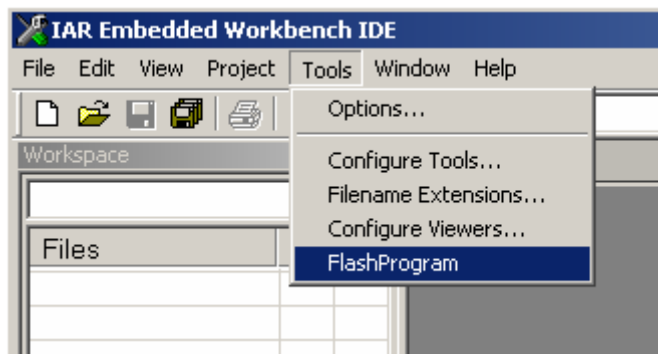 IAR Embedded Workbench IDE
File Edit View Project Tools Window Help
Options...
Workspace
Configure Tools...
Filename Extensions...
Configure Viewers...
Files
FlashProgram